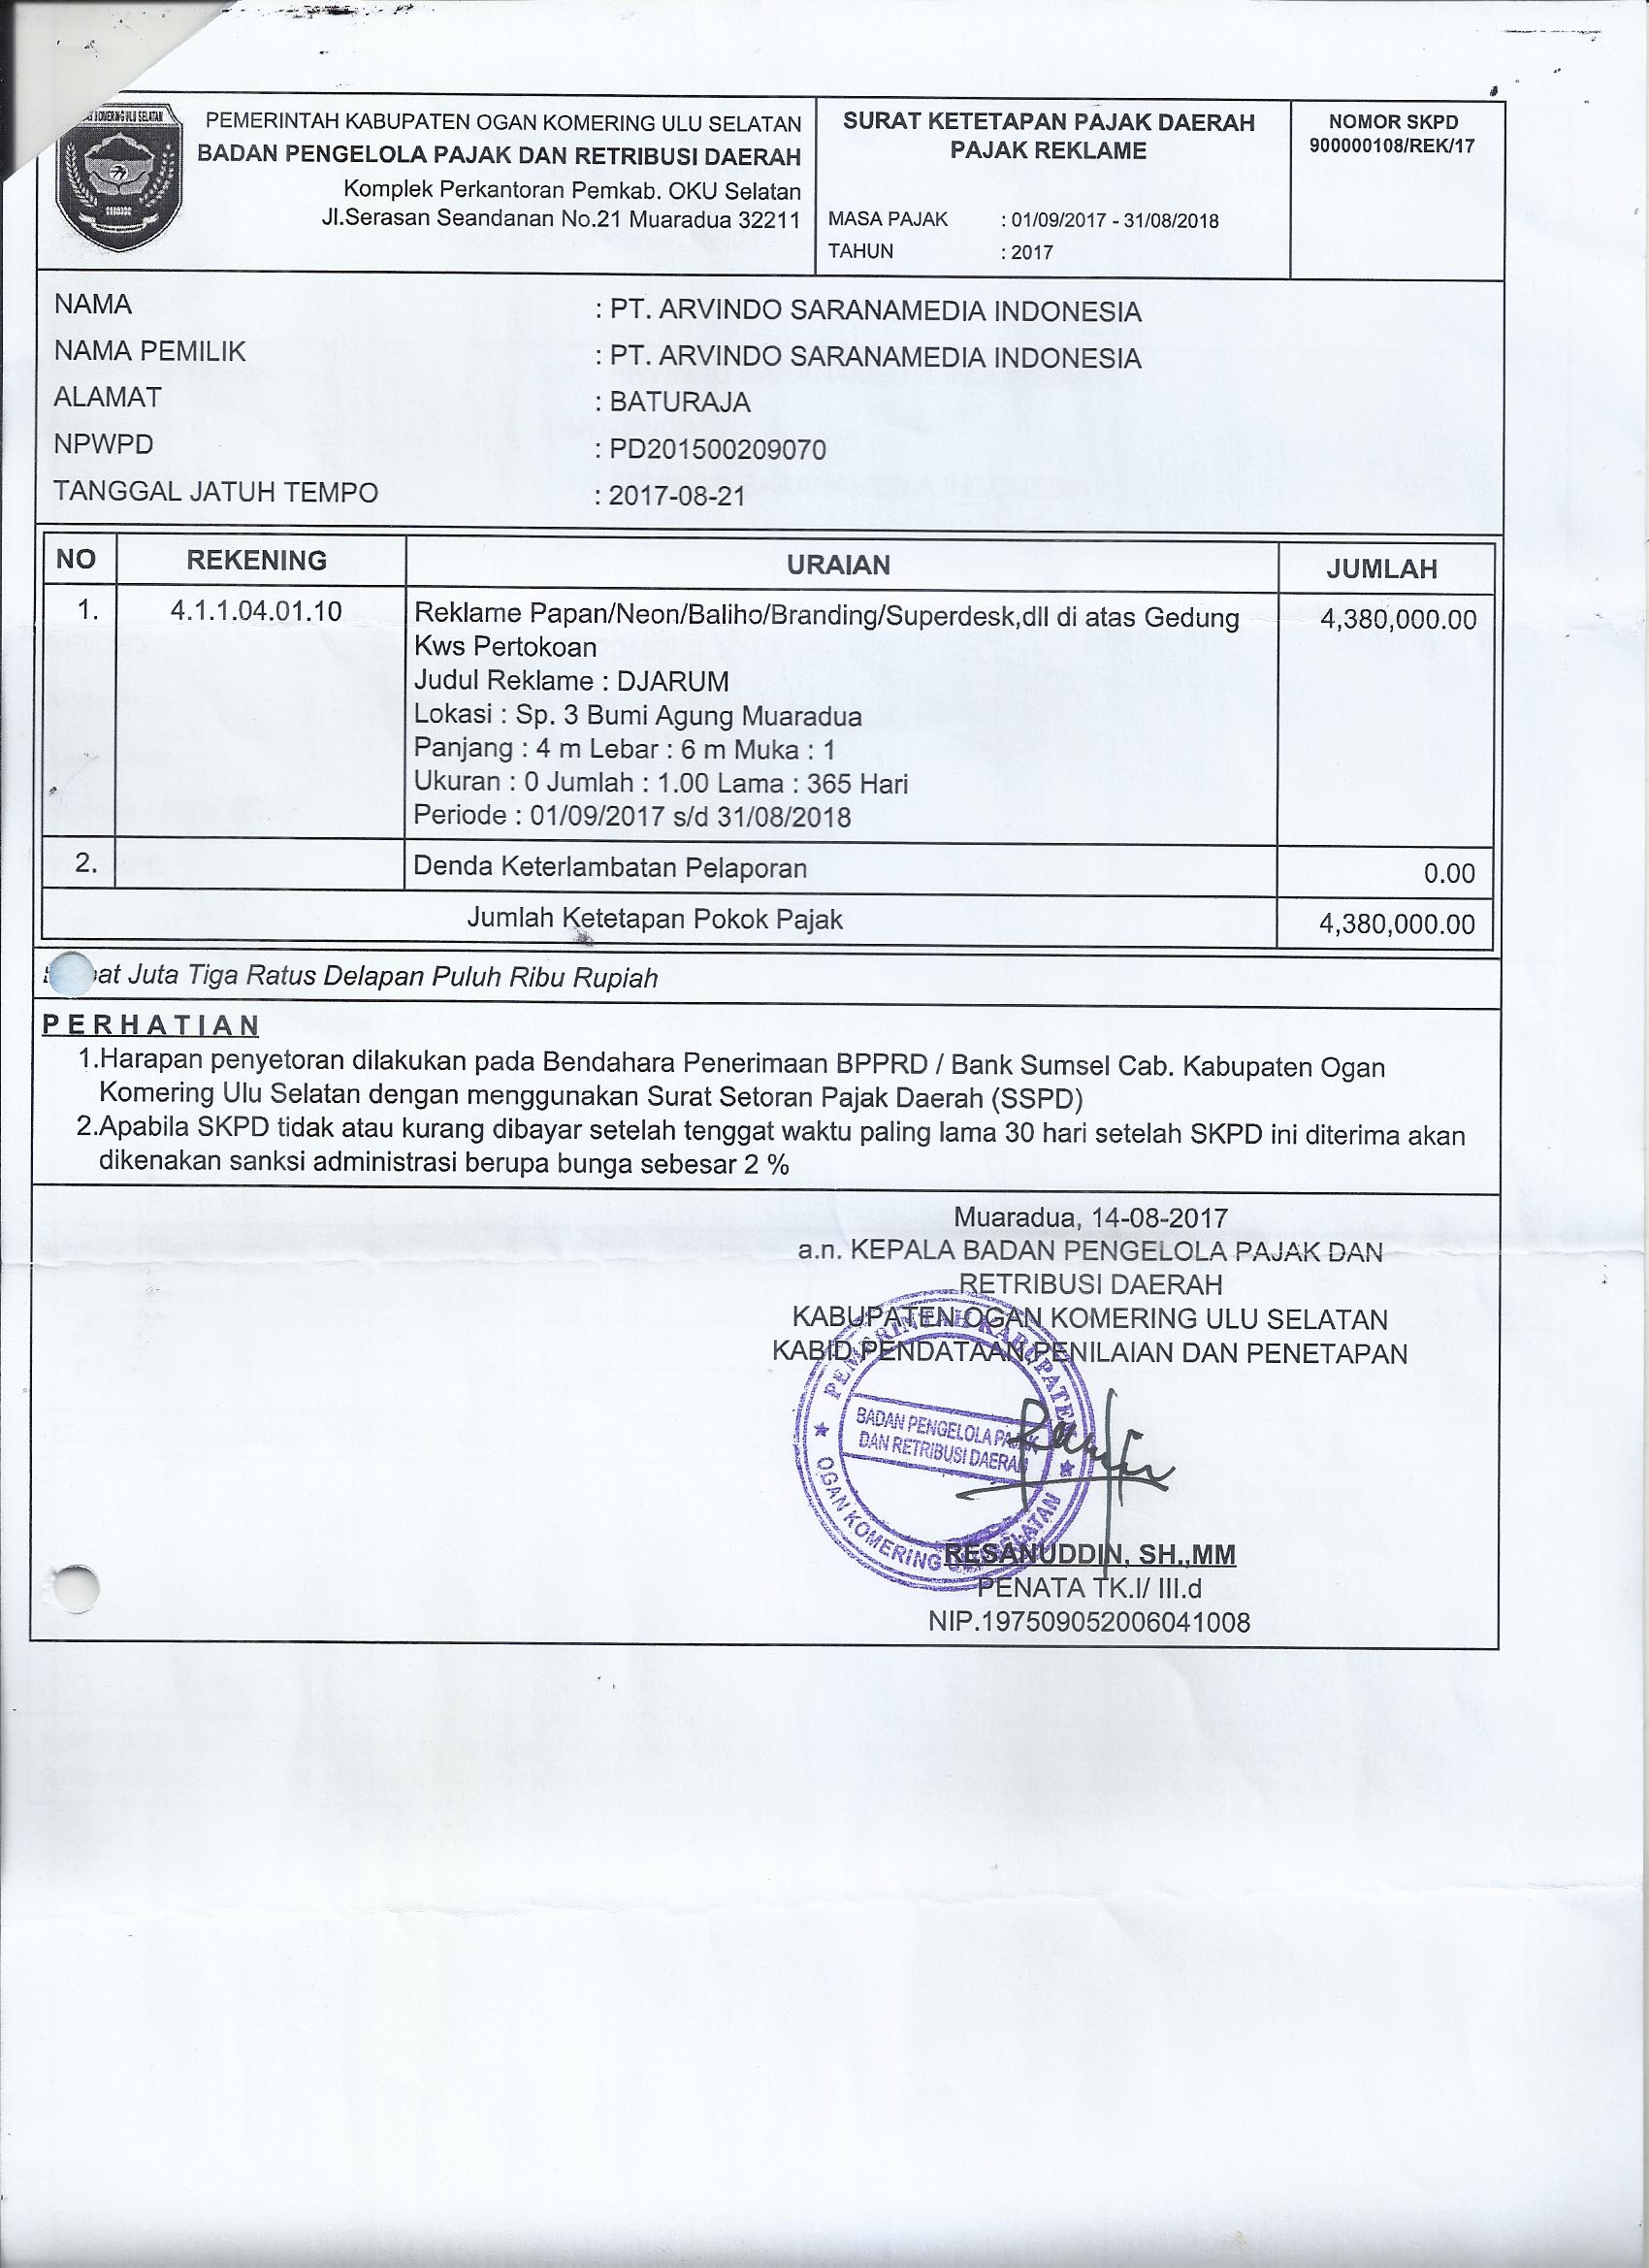 PEMERINTAH KABUPATEN OGAN KOMERING ULU SELATAN
BADAN PENGELOLA PAJAK DAN RETRIBUSI DAERAH
Komplek Perkantoran Pemkab. OKU Selatan
Jl.Serasan Seandanan No.21 Muaradua 32211
SURAT KETETAPAN PAJAK DAERAH
PAJAK REKLAME
MASA PAJAK : 01/09/2017 - 31/08/2018
TAHUN : 2017
NOMOR SKPD
900000108/REK/17
KOMERING ULU SELATAN
NAMA : PT. ARVINDO SARANAMEDIA INDONESIA
NAMA PEMILIK : PT. ARVINDO SARANAMEDIA INDONESIA
ALAMAT : BATURAJA
NPWPD : PD201500209070
TANGGAL JATUH TEMPO : 2017-08-21
NO REKENING URAIAN JUMLAH
1. 4.1.1.04.01.10 Reklame Papan/Neon/Baliho/Branding/Superdesk,dll di atas Gedung 4,380,000.00
Kws Pertokoan
Judul Reklame : DJARUM
Lokasi : Sp. 3 Bumi Agung Muaradua
Panjang : 4 m Lebar : 6 m Muka : 1
Ukuran : 0 Jumlah : 1.00 Lama : 365 Hari
Periode : 01/09/2017 s/d 31/08/2018
2. Denda Keterlambatan Pelaporan 0.00
Jumlah Ketetapan Pokok Pajak 4,380,000.00
Juta Tiga Ratus Delapan Puluh Ribu Rupiah
PERHATIAN
1.Harapan penyetoran dilakukan pada Bendahara Penerimaan BPPRD / Bank Sumsel Cab. Kabupaten Ogan
Komering Ulu Selatan dengan menggunakan Surat Setoran Pajak Daerah (SSPD)
2.Apabila SKPD tidak atau kurang dibayar setelah tenggat waktu paling lama 30 hari setelah SKPD ini diterima akan
dikenakan sanksi administrasi berupa bunga sebesar 2 %
Muaradua, 14-08-2017
a.n. KEPALA BADAN PENGELOLA PAJAK DAN
RETRIBUSI DAERAH
KABUPATEN OGAN KOMERING ULU SELATAN
KABID.PENDATAAN,PENILAIAN DAN PENETAPAN
PEMERINTAH KABUPATEN
BADAN PENGELOLA PAJAK
DAN RETRIBUSI DAERAH
OGAN KOMERING ULU SELATAN
RESANUDDIN, SH.,MM
PENATA TK.I/ III.d
NIP.197509052006041008